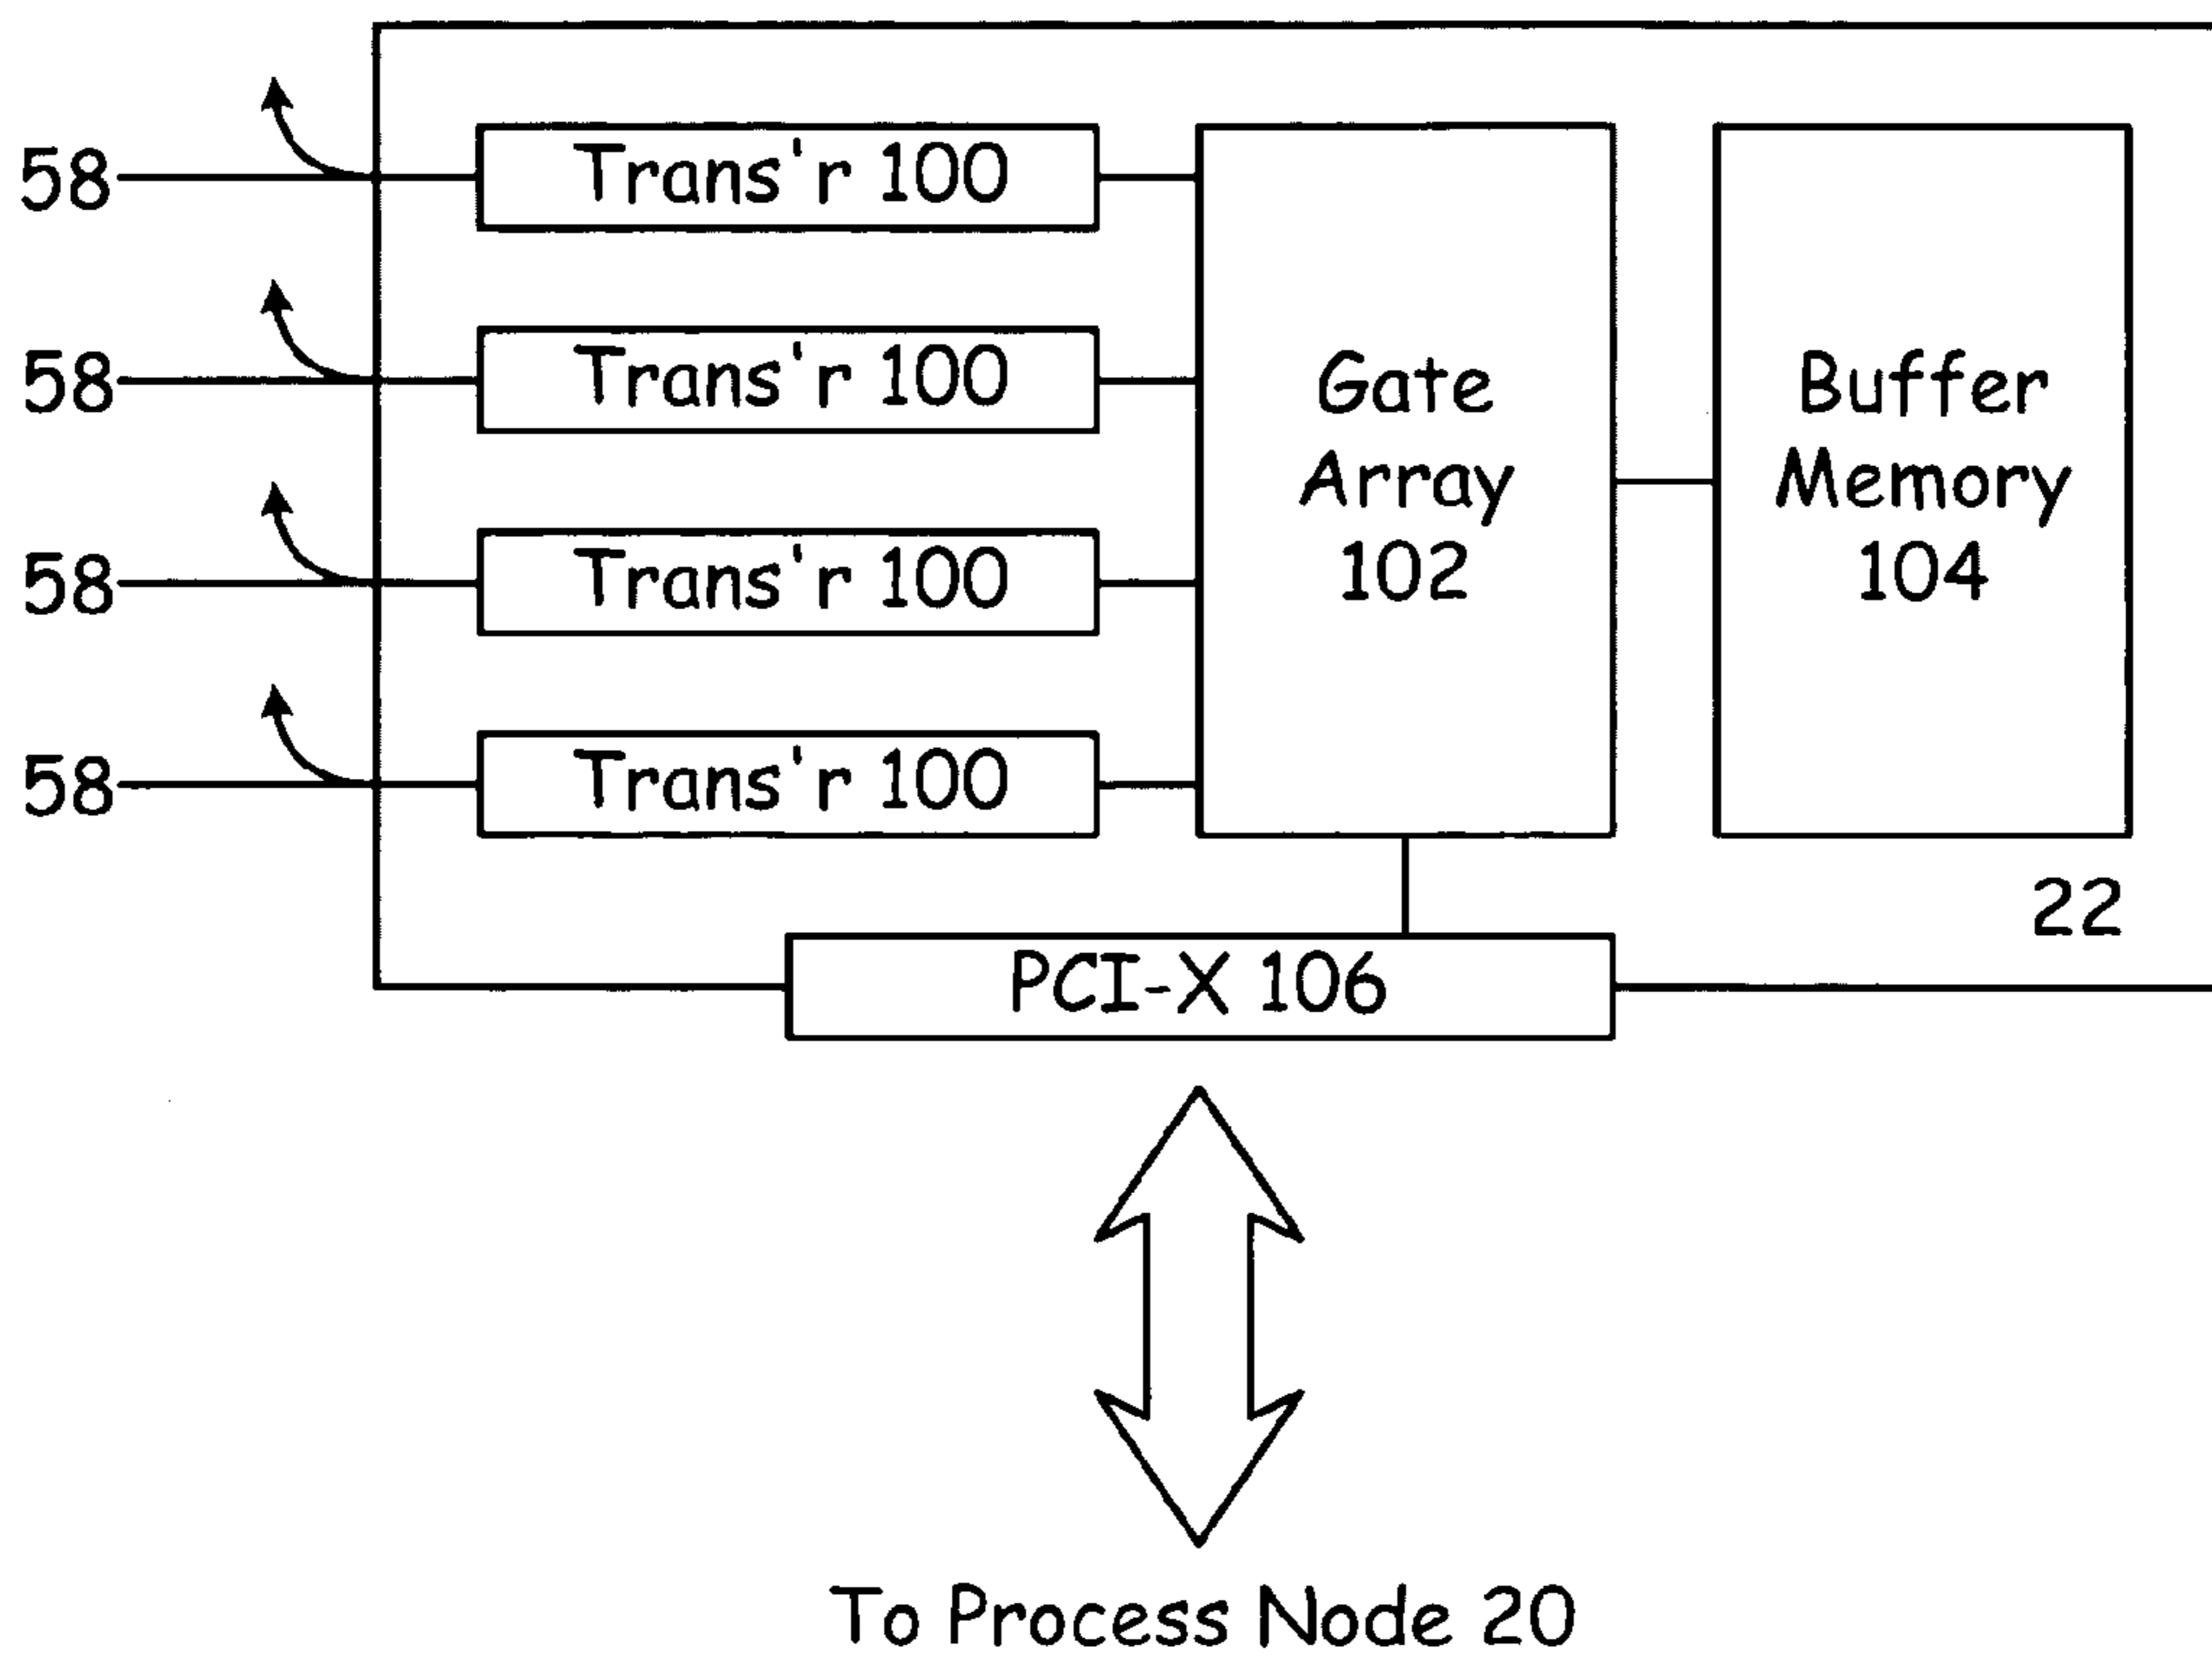 58
Trans'r 100
58
Trans'r 100
58
Trans'r 100
58
Trans'r 100
Gate
Array
102
Buffer
Memory
104
22
PCI-X 106
To Process Node 20